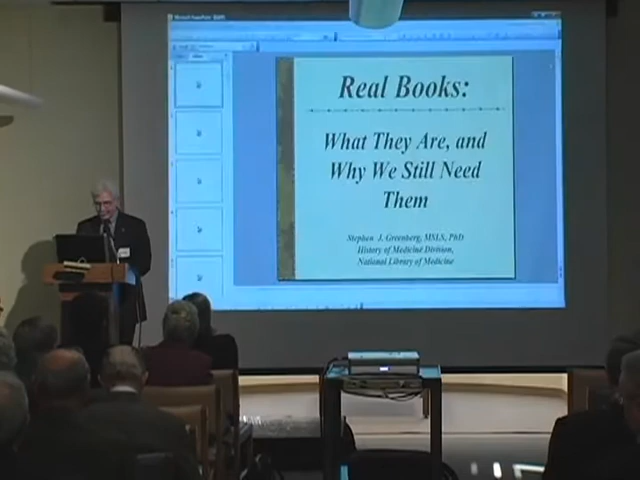 Real Books:
What They Are, and
Why We Still Need
Them
Stephen J. Greenberg, MSLS, PhD
History of Medicine Division,
National Library of Medicine